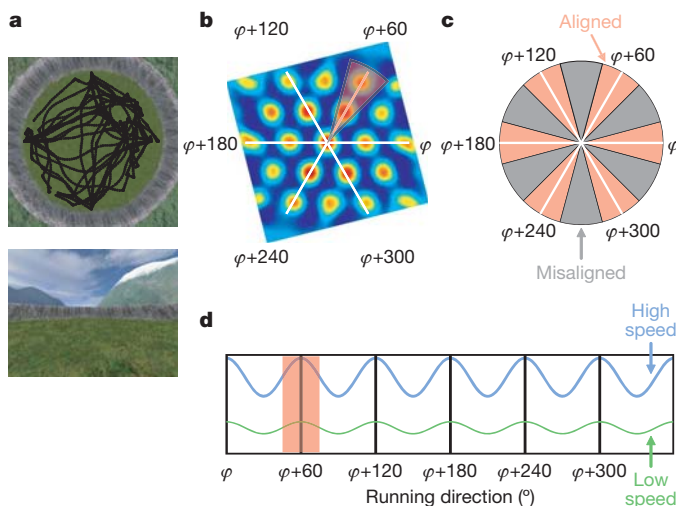 a
b
φ+120
φ+60
φ+180
φ
φ+240
φ+300
c
Aligned
φ+120
φ+60
φ+180
φ
φ+240
φ+300
Misaligned
d
High
speed
φ
φ+60
φ+120
φ+180
φ+240
φ+300
Running direction (º)
Low
speed